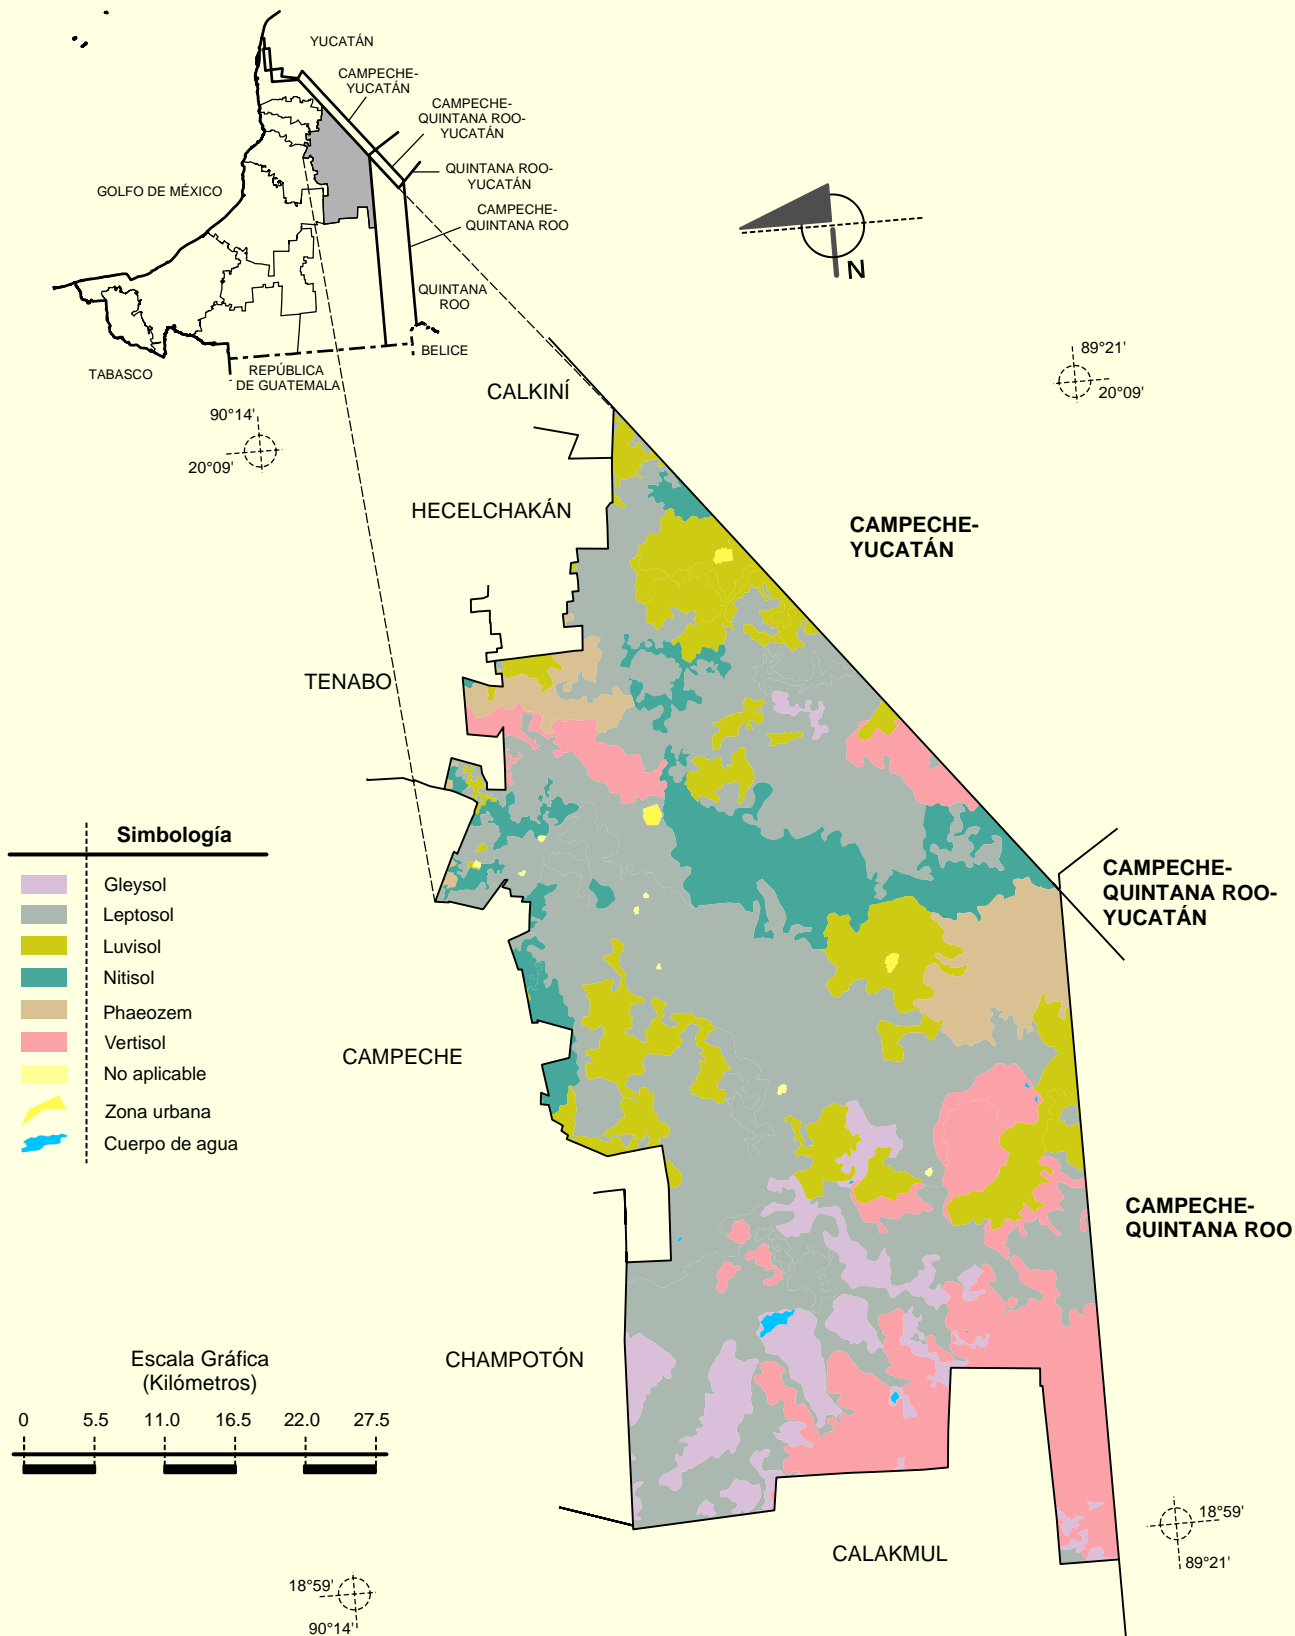 YUCATÁN
CAMPECHE-
YUCATÁN
CAMPECHE-
QUINTANA ROO-
YUCATÁN
QUINTANA ROO-
YUCATÁN
GOLFO DE MÉXICO
CAMPECHE-
QUINTANA ROO
QUINTANA
ROO
BELICE
REPÚBLICA
DE GUATEMALA
TABASCO
N
90°14'
20°09'
89°21'
20°09'
CALKINÍ
HECELCHAKÁN
CAMPECHE-
YUCATÁN
TENABO
Simbología
Gleysol
Leptosol
Luvisol
Nitisol
Phaeozem
Vertisol
No aplicable
Zona urbana
Cuerpo de agua
CAMPECHE-
QUINTANA ROO-
YUCATÁN
CAMPECHE
CAMPECHE-
QUINTANA ROO
CHAMPOTÓN
Escala Gráfica
(Kilómetros)
0 5.5 11.0 16.5 22.0 27.5
CALAKMUL
18°59'
89°21'
18°59'
90°14'